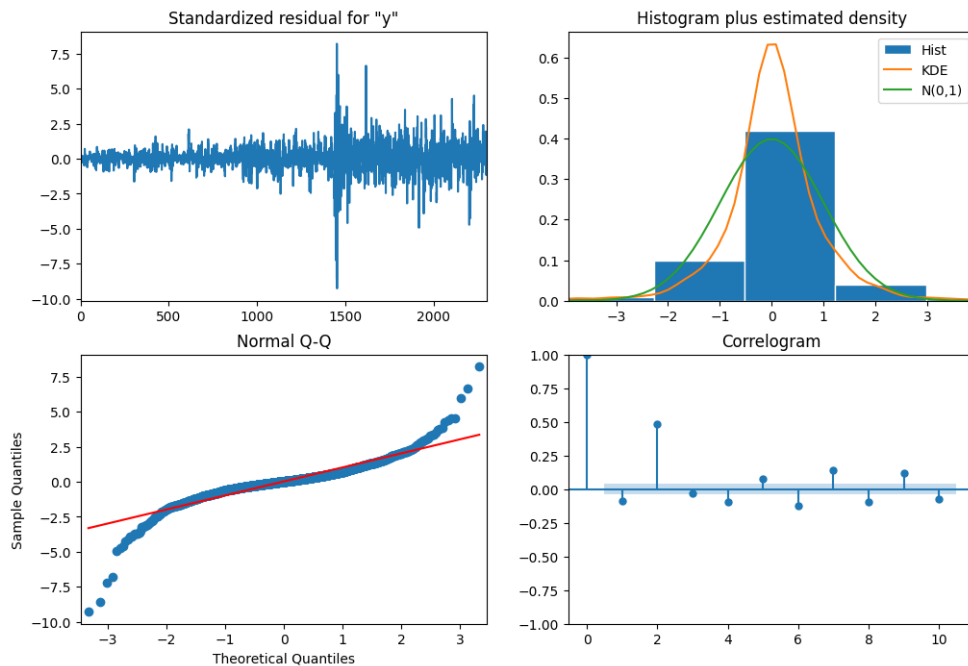 Standardized residual for "y"
7.5
5.0
2.5
0.0
−2.5
−5.0
−7.5
−10.0
0 500 1000 1500 2000
Histogram plus estimated density
Hist
KDE
N(0,1)
0.6
0.5
0.4
0.3
0.2
0.1
0.0
−3 −2 −1 0 1 2 3
Normal Q-Q
Sample Quantiles
7.5
5.0
2.5
0.0
−2.5
−5.0
−7.5
−10.0
−3 −2 −1 0 1 2 3
Theoretical Quantiles
Correlogram
1.00
0.75
0.50
0.25
0.00
−0.25
−0.50
−0.75
−1.00
0 2 4 6 8 10